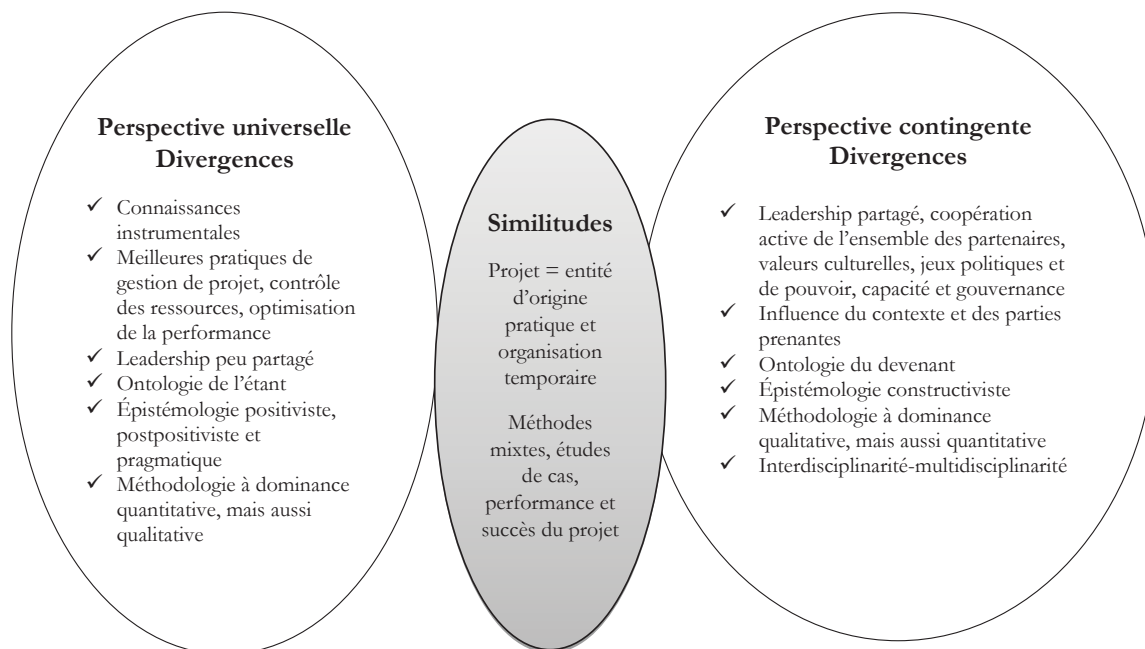 Perspective universelle
Divergences
✓ Connaissances
instrumentales
✓ Meilleures pratiques de
gestion de projet, contrôle
des ressources, optimisation
de la performance
✓ Leadership peu partagé
✓ Ontologie de l’étant
✓ Épistémologie positiviste,
postpositiviste et
pragmatique
✓ Méthodologie à dominance
quantitative, mais aussi
qualitative
Similitudes
Projet = entité
d’origine
pratique et
organisation
temporaire
Méthodes
mixtes, études
de cas,
performance et
succès du projet
Perspective contingente
Divergences
✓ Leadership partagé, coopération
active de l’ensemble des partenaires,
valeurs culturelles, jeux politiques et
de pouvoir, capacité et gouvernance
✓ Influence du contexte et des parties
prenantes
✓ Ontologie du devenant
✓ Épistémologie constructiviste
✓ Méthodologie à dominance
qualitative, mais aussi quantitative
✓ Interdisciplinarité-multidisciplinarité